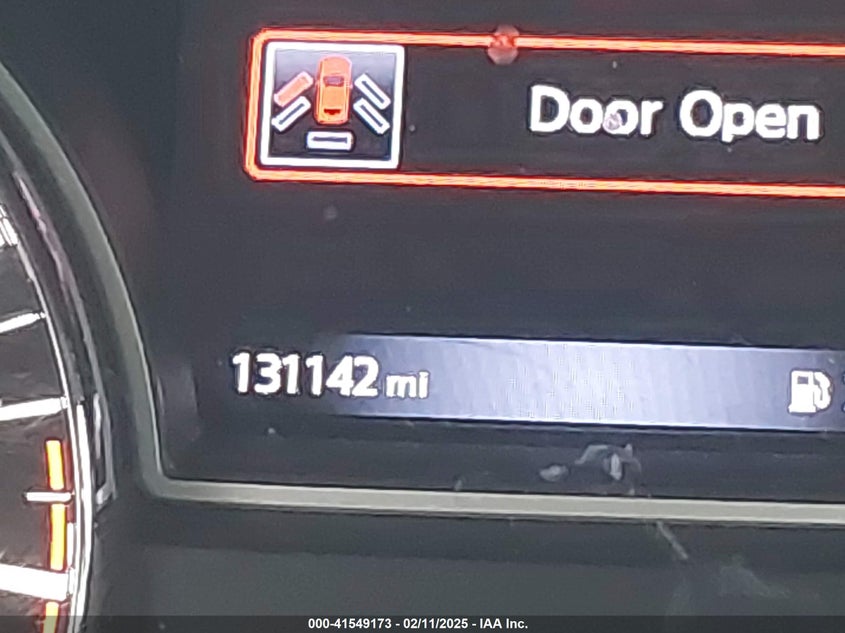 Door Open
131142 mi
000-41549173 - 02/11/2025 - IAA Inc.